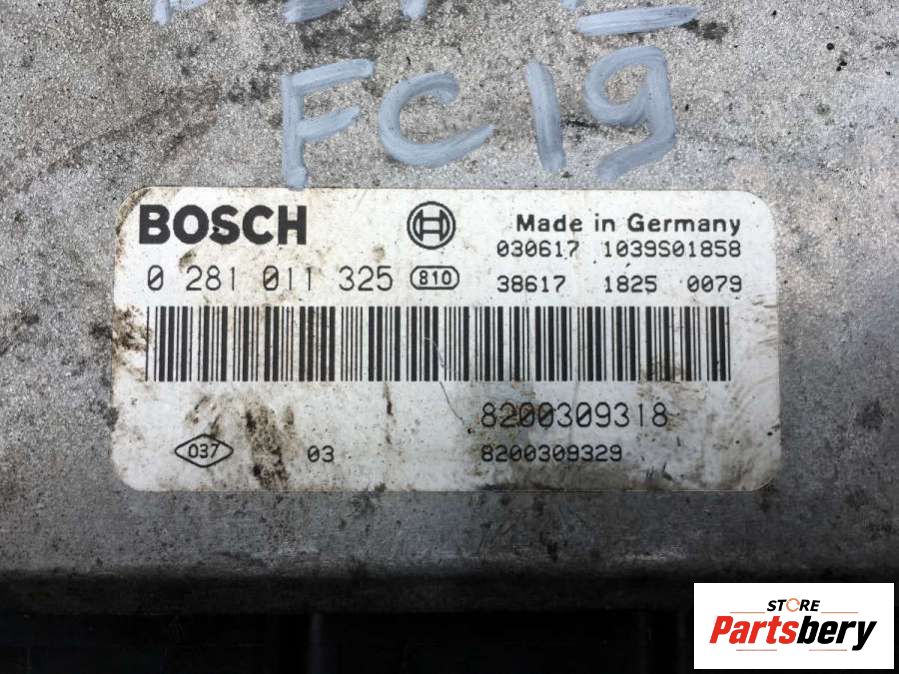 FC19
BOSCH
Made in Germany
030617 1039S01858
0 281 011 325 810
38617 1825 0079
8200309318
037 03 8200309329
STORE
Partsbery